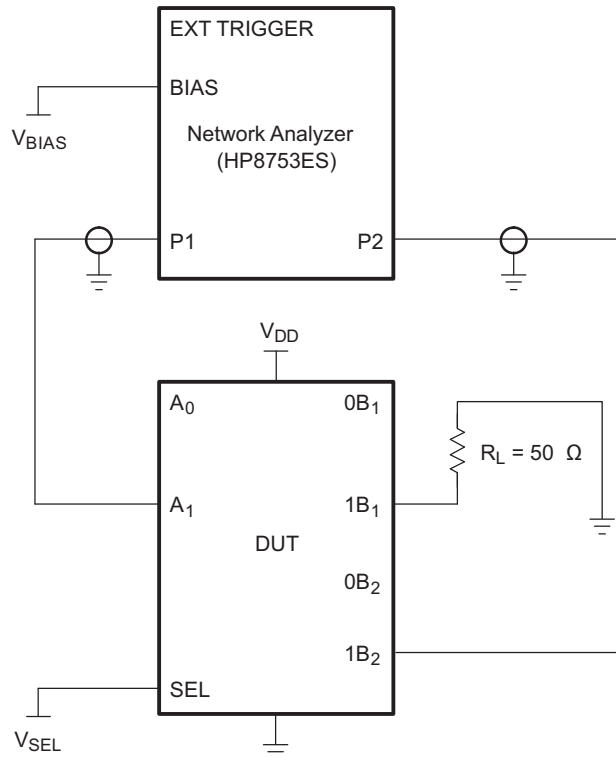 EXT TRIGGER
BIAS
V_BIAS
Network Analyzer
(HP8753ES)
P1
P2
V_DD
A_0
0B_1
R_L = 50 Ω
A_1
1B_1
DUT
0B_2
1B_2
SEL
V_SEL